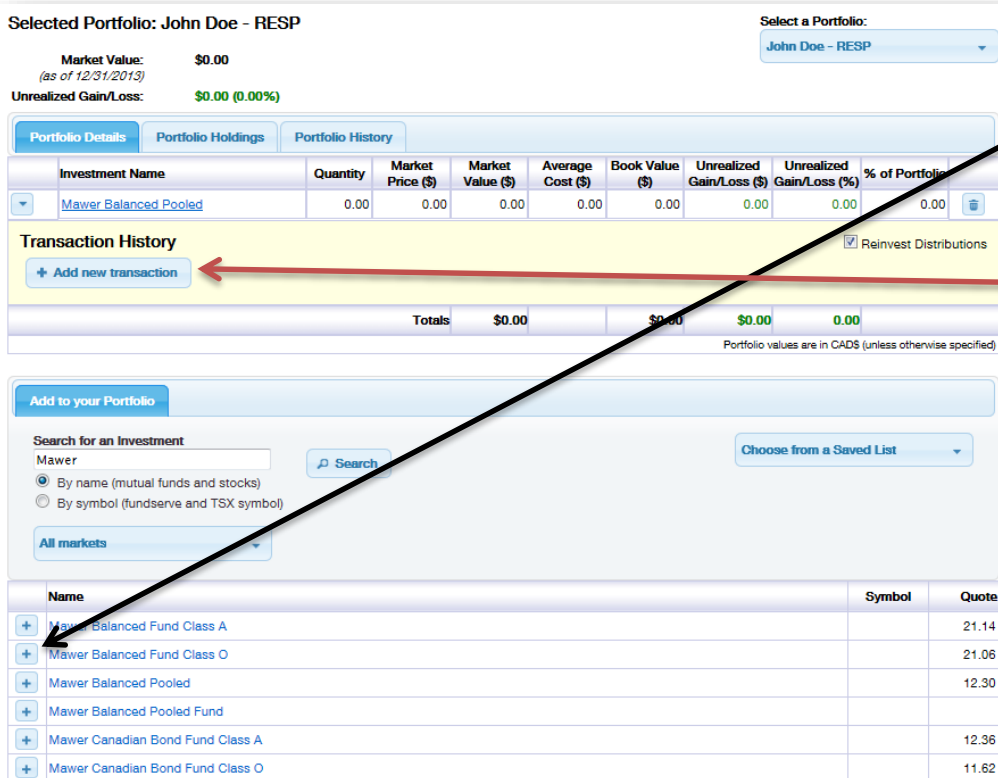 Selected Portfolio: John Doe - RESP
Select a Portfolio:
John Doe - RESP
Market Value: $0.00
(as of 12/31/2013)
Unrealized Gain/Loss: $0.00 (0.00%)
Portfolio Details Portfolio Holdings Portfolio History
Investment Name Quantity Market Price ($) Market Value ($) Average Cost ($) Book Value ($) Unrealized Gain/Loss ($) Unrealized Gain/Loss (%) % of Portfolio
Mawer Balanced Pooled 0.00 0.00 0.00 0.00 0.00 0.00 0.00 0.00
Transaction History
Reinvest Distributions
+ Add new transaction
Totals $0.00 $0.00 $0.00 0.00
Portfolio values are in CAD$ (unless otherwise specified)
Add to your Portfolio
Search for an Investment
Mawer
Search
Choose from a Saved List
By name (mutual funds and stocks)
By symbol (fundserve and TSX symbol)
All markets
Name Symbol Quote
+ Mawer Balanced Fund Class A 21.14
+ Mawer Balanced Fund Class O 21.06
+ Mawer Balanced Pooled 12.30
+ Mawer Balanced Pooled Fund
+ Mawer Canadian Bond Fund Class A 12.36
+ Mawer Canadian Bond Fund Class O 11.62